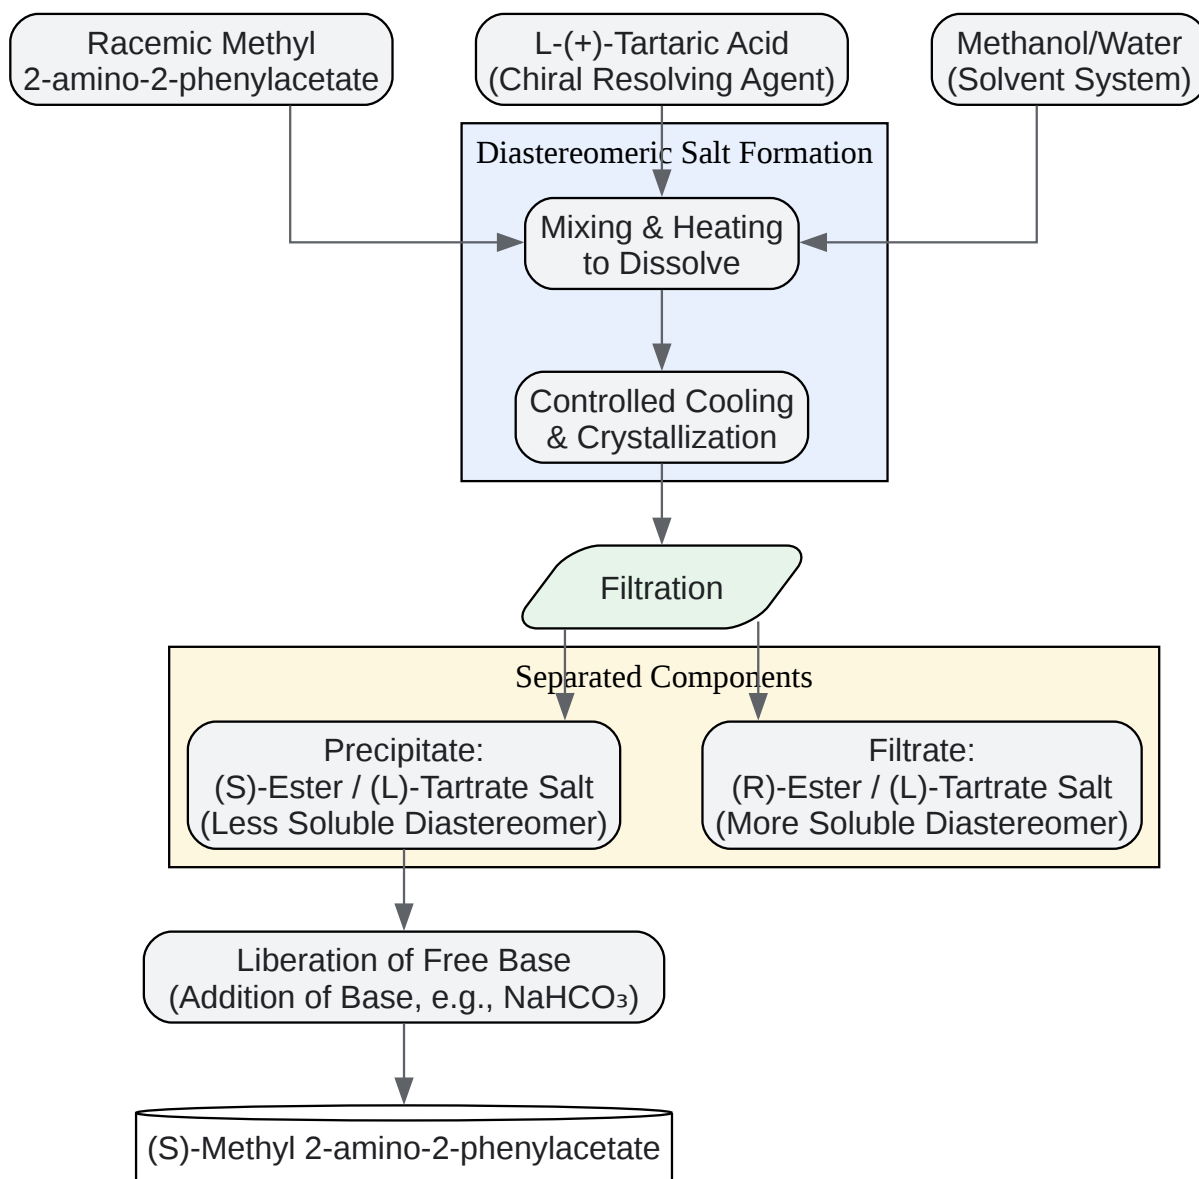 Racemic Methyl
2-amino-2-phenylacetate
L-(+)-Tartaric Acid
(Chiral Resolving Agent)
Methanol/Water
(Solvent System)
Diastereomeric Salt Formation
Mixing & Heating
to Dissolve
Controlled Cooling
& Crystallization
Filtration
Separated Components
Precipitate:
(S)-Ester / (L)-Tartrate Salt
(Less Soluble Diastereomer)
Filtrate:
(R)-Ester / (L)-Tartrate Salt
(More Soluble Diastereomer)
Liberation of Free Base
(Addition of Base, e.g., NaHCO₃)
(S)-Methyl 2-amino-2-phenylacetate